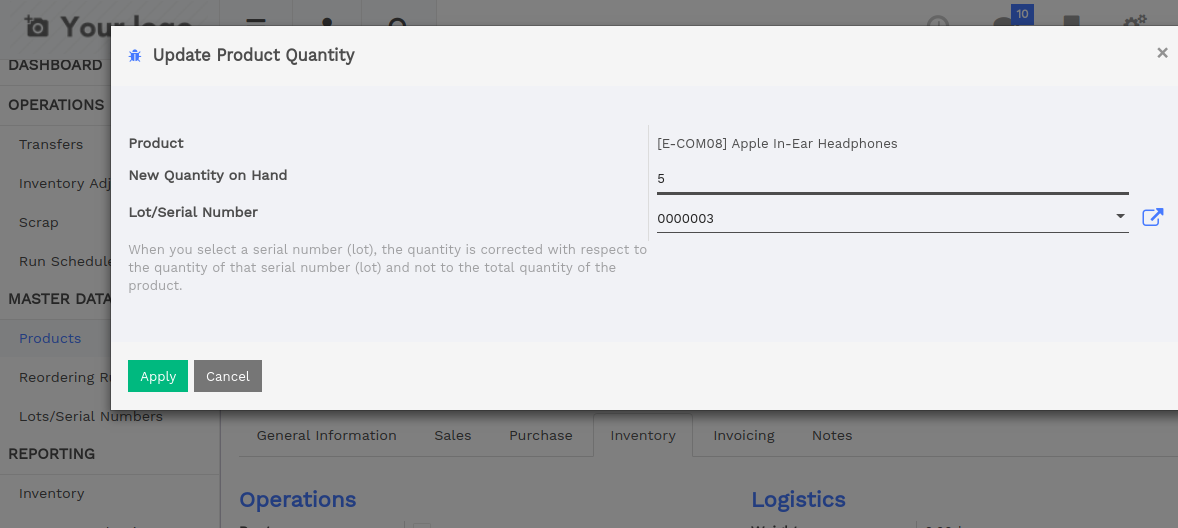 Your logo
10
Update Product Quantity
×
DASHBOARD
OPERATIONS
Transfers
Inventory Adj
Scrap
Run Schedule
MASTER DATA
Products
Reordering Ru
Lots/Serial Numbers
REPORTING
Inventory
Product
[E-COM08] Apple In-Ear Headphones
New Quantity on Hand
5
Lot/Serial Number
0000003
When you select a serial number (lot), the quantity is corrected with respect to
the quantity of that serial number (lot) and not to the total quantity of the
product.
Apply Cancel
General Information Sales Purchase Inventory Invoicing Notes
Operations
Logistics